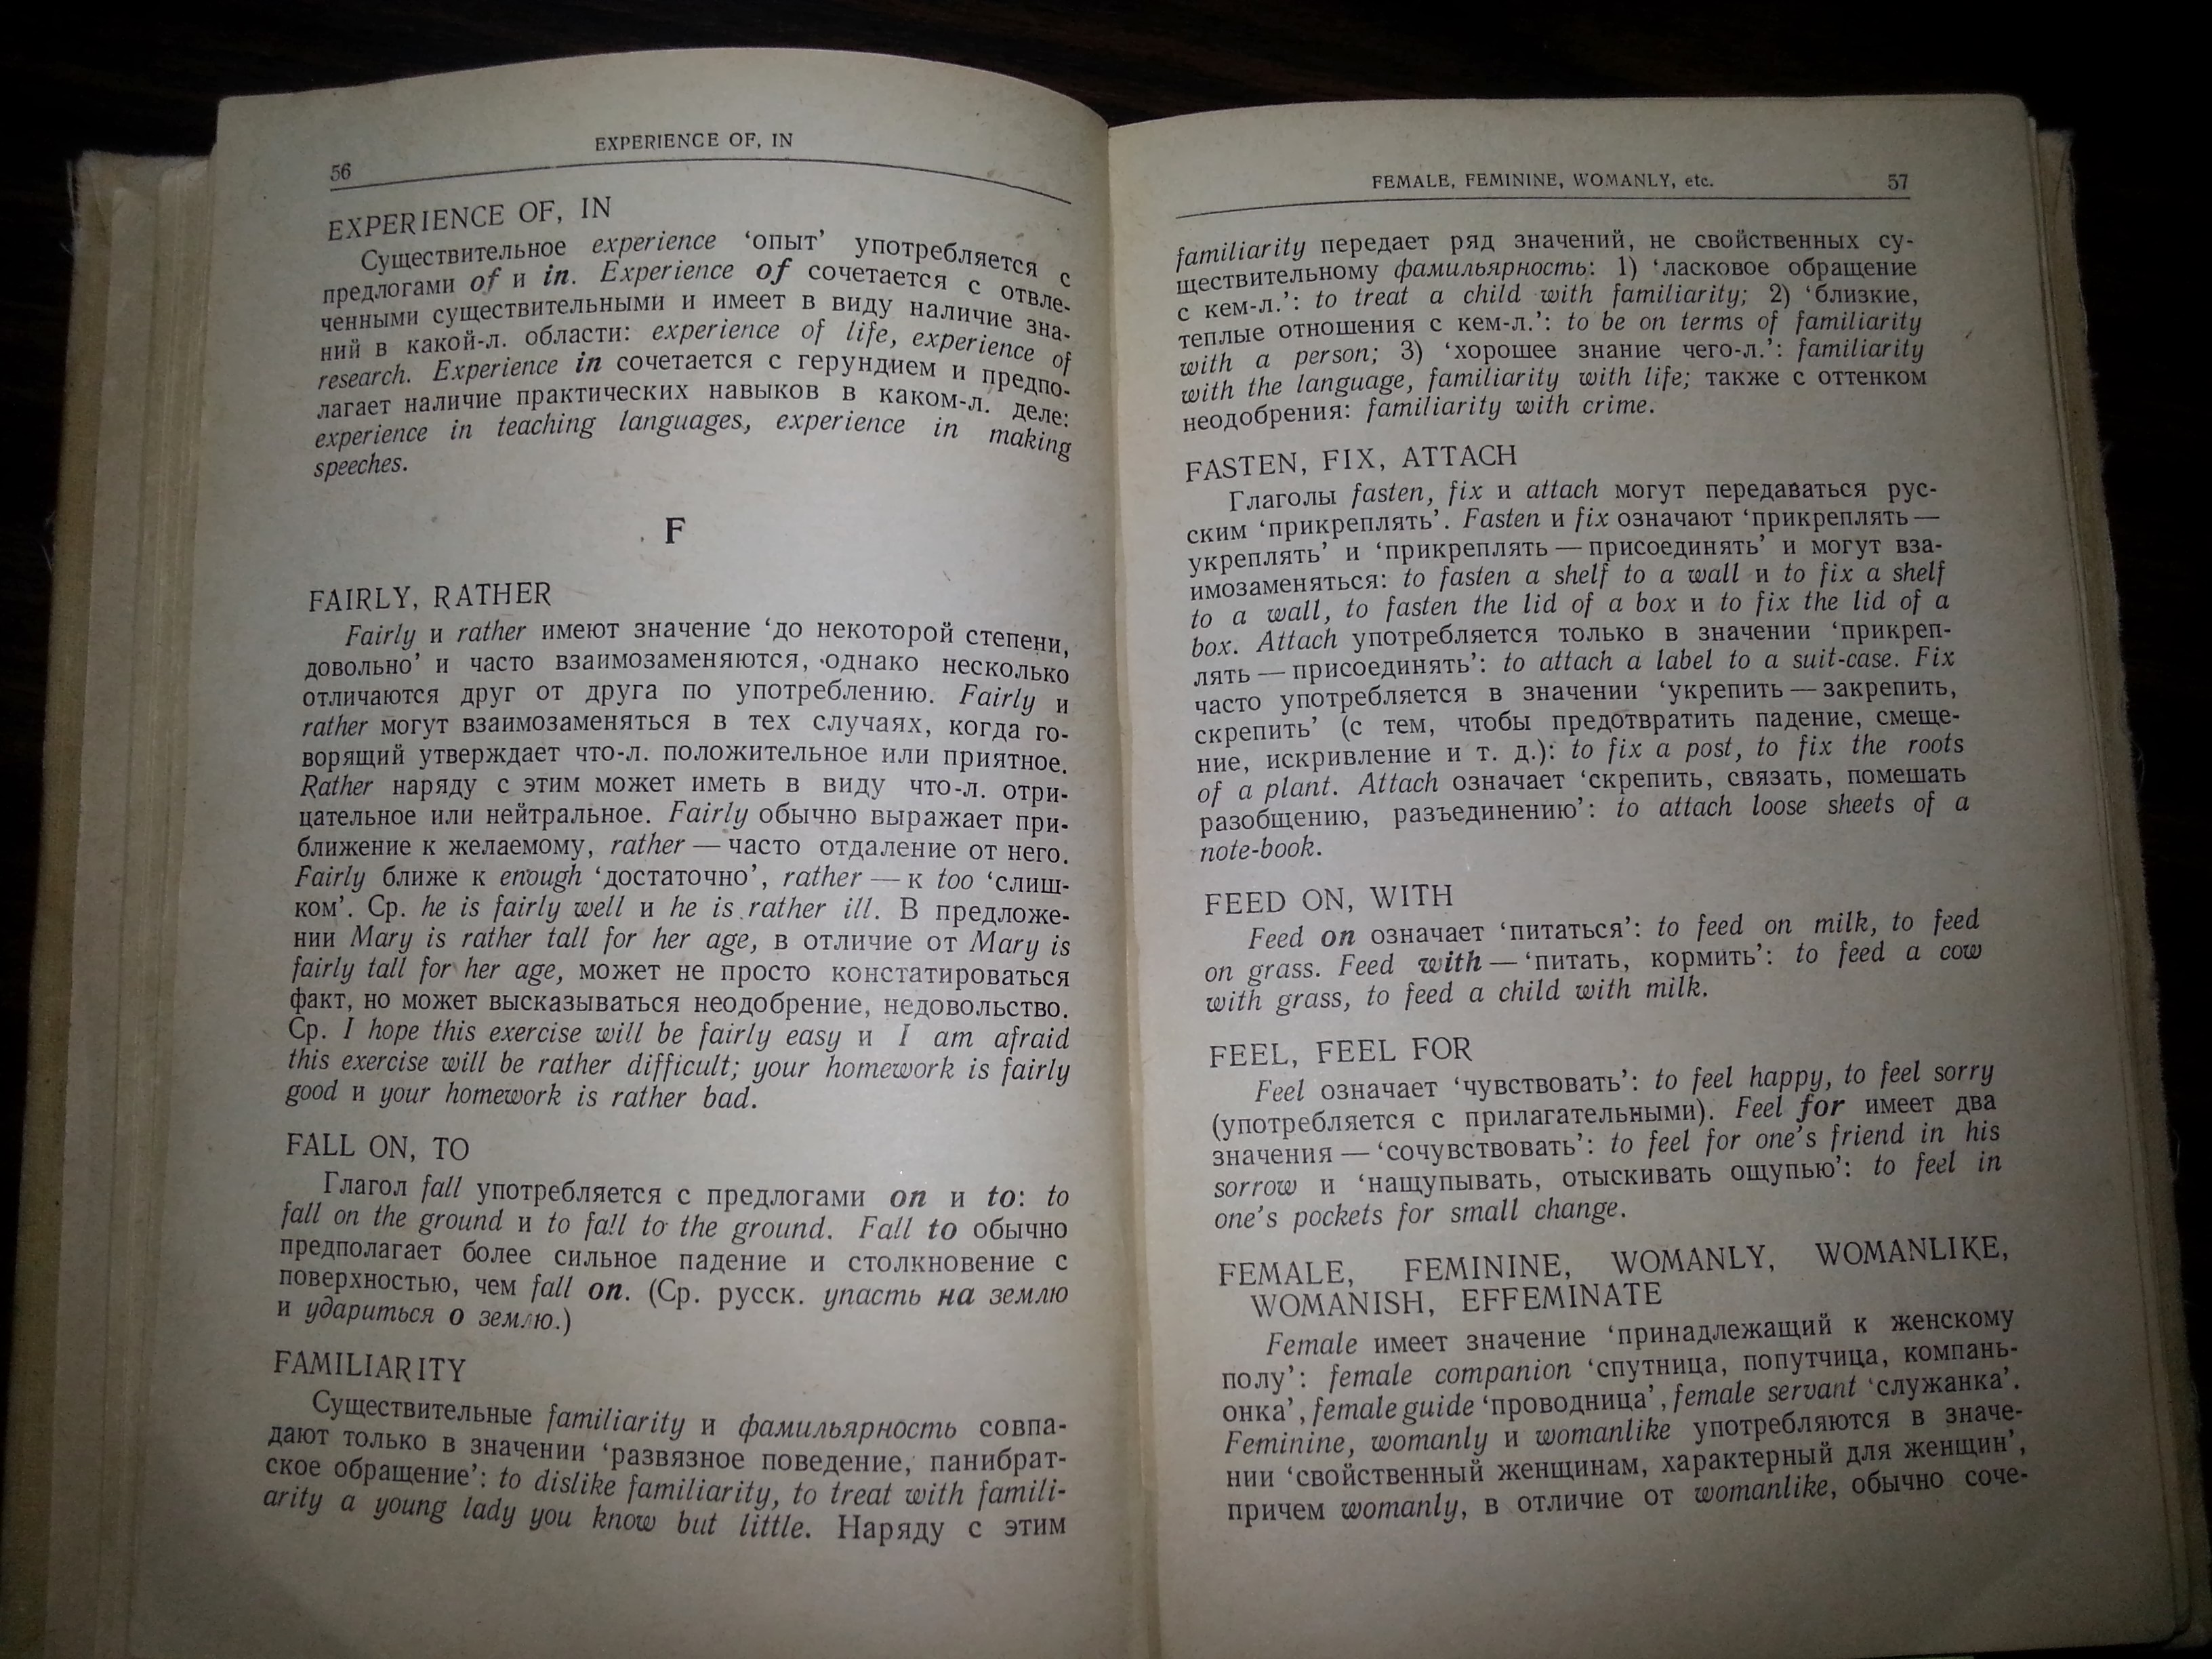 56
EXPERIENCE OF, IN
EXPERIENCE OF, IN
Существительное experience ‘опыт’ употребляется с
предлогами of и in. Experience of сочетается с отвле-
ченными существительными и имеет в виду наличие зна-
ний в какой-л. области: experience of life, experience of
research. Experience in сочетается с герундием и предпо-
лагает наличие практических навыков в каком-л. деле:
experience in teaching languages, experience in making
speeches.
F
FAIRLY, RATHER
Fairly и rather имеют значение ‘до некоторой степени,
довольно’ и часто взаимозаменяются, однако несколько
отличаются друг от друга по употреблению. Fairly и
rather могут взаимозаменяться в тех случаях, когда го-
ворящий утверждает что-л. положительное или приятное.
Rather наряду с этим может иметь в виду что-л. отри-
цательное или нейтральное. Fairly обычно выражает при-
ближение к желаемому, rather — часто отдаление от него.
Fairly ближе к enough ‘достаточно’, rather — к too ‘слиш-
ком’. Ср. he is fairly well и he is rather ill. В предложе-
нии Mary is rather tall for her age, в отличие от Mary is
fairly tall for her age, может не просто констатироваться
факт, но может высказываться неодобрение, недовольство.
Ср. I hope this exercise will be fairly easy и I am afraid
this exercise will be rather difficult; your homework is fairly
good и your homework is rather bad.
FALL ON, TO
Глагол fall употребляется с предлогами on и to: to
fall on the ground и to fall to the ground. Fall to обычно
предполагает более сильное падение и столкновение с
поверхностью, чем fall on. (Ср. русск. упасть на землю
и удариться о землю.)
FAMILIARITY
Существительные familiarity и фамильярность совпа-
дают только в значении ‘развязное поведение, панибрат-
ское обращение’: to dislike familiarity, to treat with famili-
arity a young lady you know but little. Наряду с этим
FEMALE, FEMININE, WOMANLY, etc.
57
familiarity передает ряд значений, не свойственных су-
ществительному фамильярность: 1) ‘ласковое обращение
с кем-л.’: to treat a child with familiarity; 2) ‘близкие,
теплые отношения с кем-л.’: to be on terms of familiarity
with a person; 3) ‘хорошее знание чего-л.’: familiarity
with the language, familiarity with life; также с оттенком
неодобрения: familiarity with crime.
FASTEN, FIX, ATTACH
Глаголы fasten, fix и attach могут передаваться рус-
ским ‘прикреплять’. Fasten и fix означают ‘прикреплять —
укреплять’ и ‘прикреплять — присоединять’ и могут вза-
имозаменяться: to fasten a shelf to a wall и to fix a shelf
to a wall, to fasten the lid of a box и to fix the lid of a
box. Attach употребляется только в значении ‘прикреп-
лять — присоединять’: to attach a label to a suit-case. Fix
часто употребляется в значении ‘укрепить — закрепить,
скрепить’ (с тем, чтобы предотвратить падение, смеще-
ние, искривление и т. д.): to fix a post, to fix the roots
of a plant. Attach означает ‘скрепить, связать, помешать
разобщению, разъединению’: to attach loose sheets of a
note-book.
FEED ON, WITH
Feed on означает ‘питаться’: to feed on milk, to feed
on grass. Feed with — ‘питать, кормить’: to feed a cow
with grass, to feed a child with milk.
FEEL, FEEL FOR
Feel означает ‘чувствовать’: to feel happy, to feel sorry
(употребляется с прилагательными). Feel for имеет два
значения — ‘сочувствовать’: to feel for one’s friend in his
sorrow и ‘нащупывать, отыскивать ощупью’: to feel in
one’s pockets for small change.
FEMALE, FEMININE, WOMANLY, WOMANLIKE,
WOMANISH, EFFEMINATE
Female имеет значение ‘принадлежащий к женскому
полу’: female companion ‘спутница, попутчица, компань-
онка’, female guide ‘проводница’, female servant ‘служанка’.
Feminine, womanly и womanlike употребляются в значе-
нии ‘свойственный женщинам, характерный для женщин’,
причем womanly, в отличие от womanlike, обычно соче-